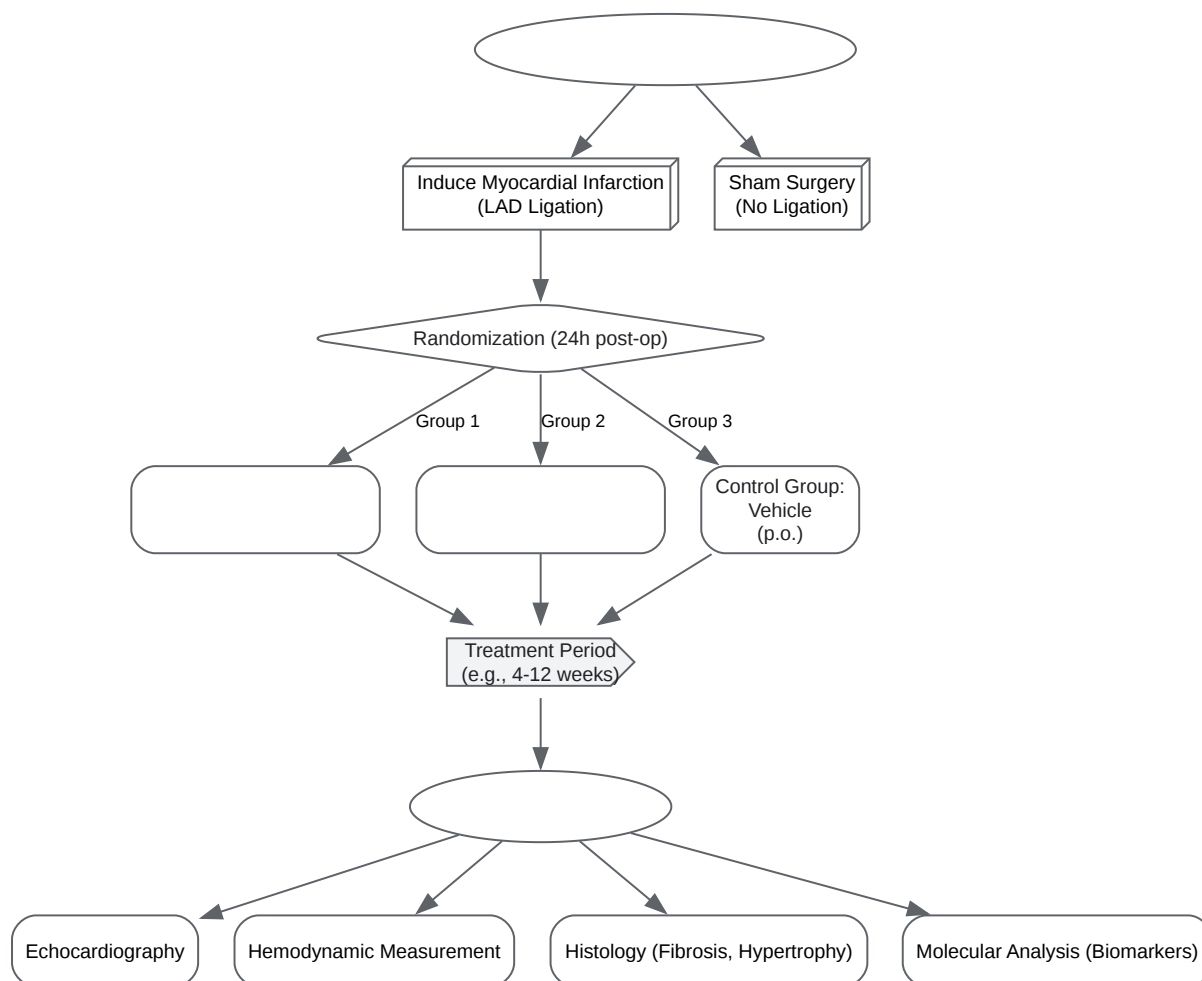 Induce Myocardial Infarction
(LAD Ligation)
Sham Surgery
(No Ligation)
Randomization (24h post-op)
Group 1
Group 2
Group 3
Control Group:
Vehicle
(p.o.)
Treatment Period
(e.g., 4-12 weeks)
Echocardiography
Hemodynamic Measurement
Histology (Fibrosis, Hypertrophy)
Molecular Analysis (Biomarkers)